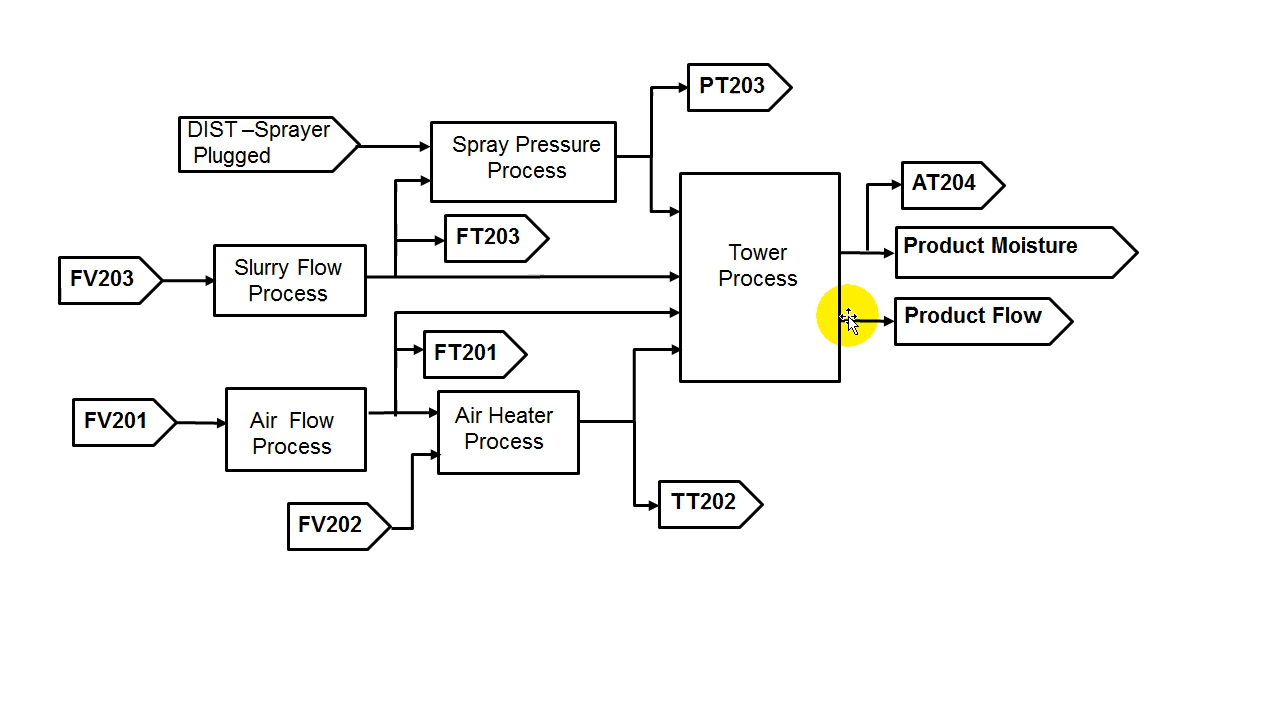 PT203
DIST –Sprayer
Plugged
Spray Pressure
Process
AT204
FT203
Product Moisture
Tower
Process
FV203
Slurry Flow
Process
Product Flow
FT201
FV201
Air Flow
Process
Air Heater
Process
FV202
TT202